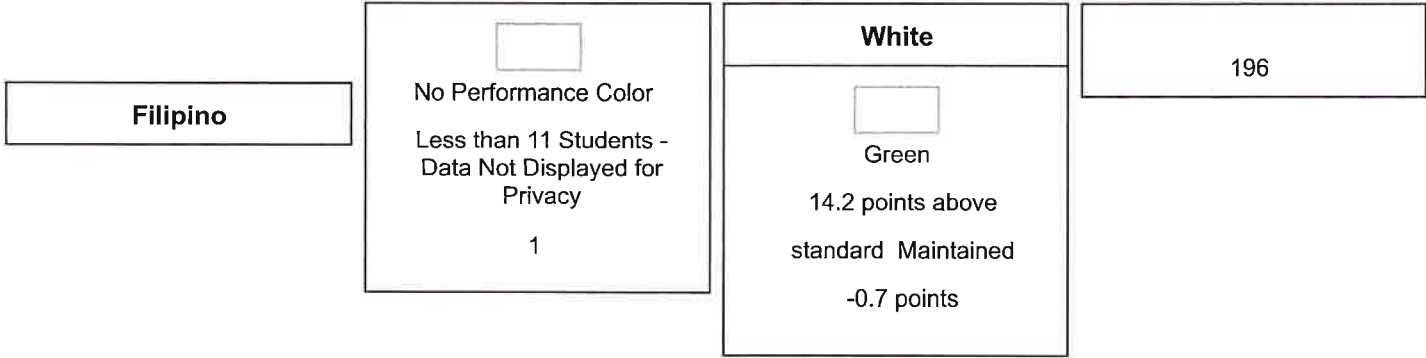 Filipino
No Performance Color
Less than 11 Students -
Data Not Displayed for
Privacy
1
White
Green
14.2 points above
standard Maintained
-0.7 points
196